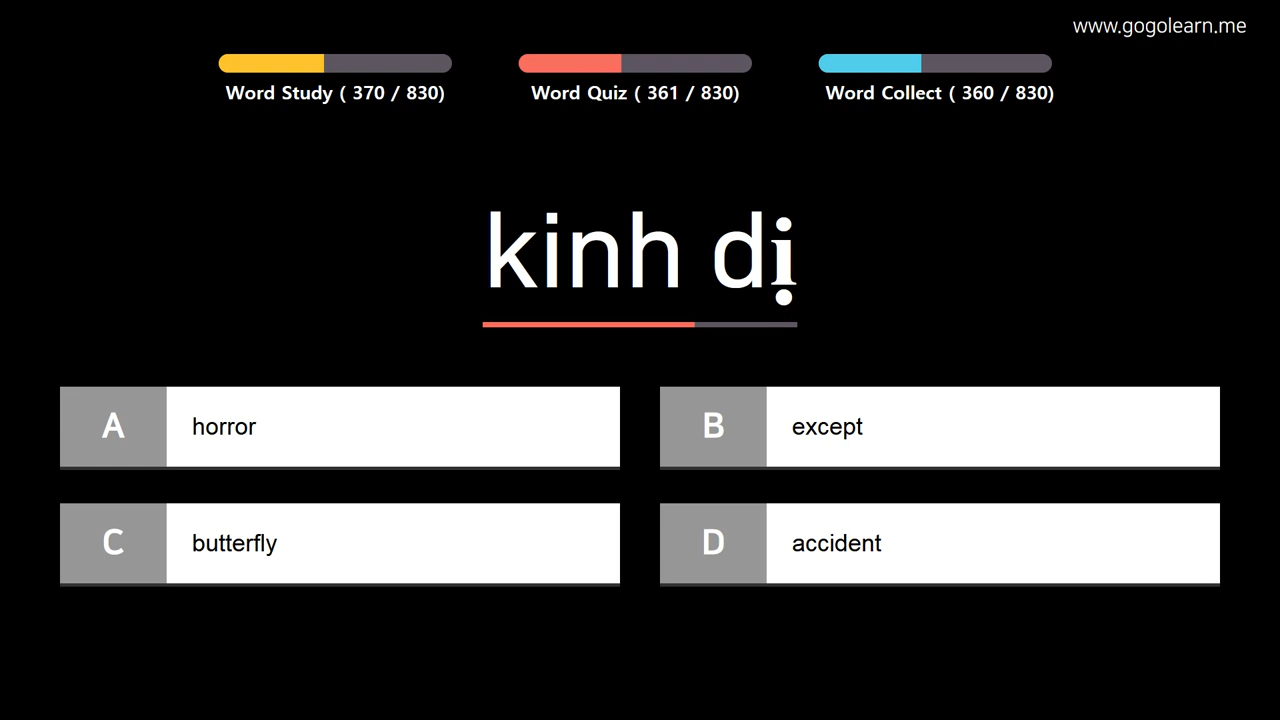 www.gogolearn.me
Word Study ( 370 / 830)
Word Quiz ( 361 / 830)
Word Collect ( 360 / 830)
kinh dị
A horror
B except
C butterfly
D accident